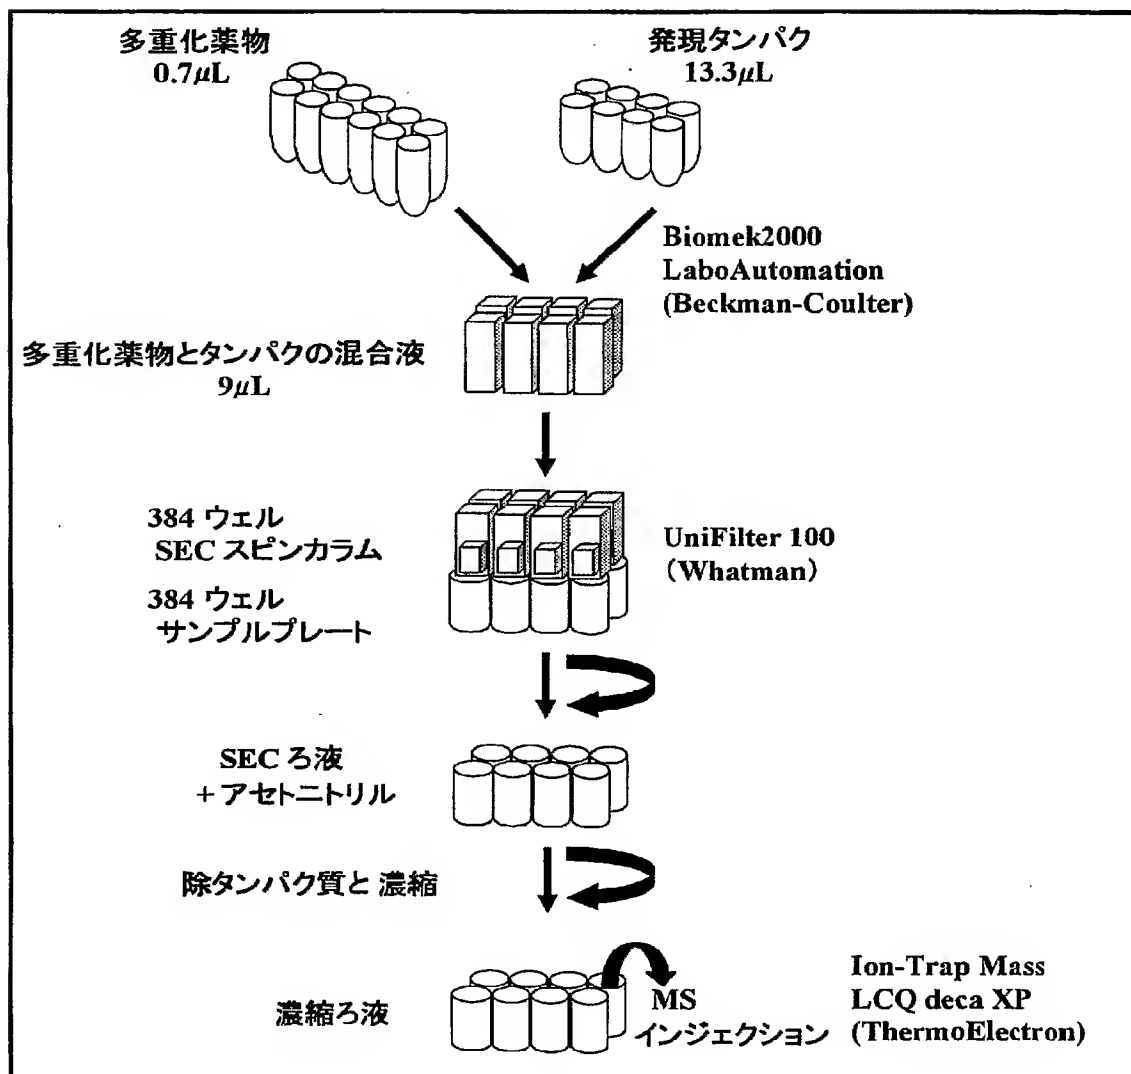 多重化薬物
0.7μL
発現タンパク
13.3μL
Biomek2000
LaboAutomation
(Beckman-Coulter)
多重化薬物とタンパクの混合液
9μL
384 ウェル
SEC スピンカラム
UniFilter 100
(Whatman)
384 ウェル
サンプルプレート
SEC ろ液
+ アセトニトリル
除タンパク質と 濃縮
濃縮ろ液
MS
インジェクション
Ion-Trap Mass
LCQ deca XP
(ThermoElectron)